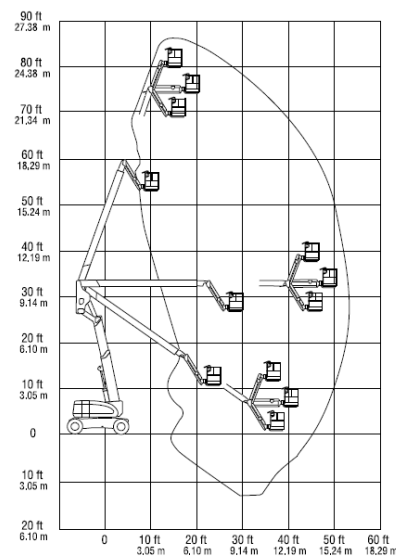 90 ft
27.38 m
80 ft
24.38 m
70 ft
21,34 m
60 ft
18,29 m
50 ft
15.24 m
40 ft
12,19 m
30 ft
9.14 m
20 ft
6.10 m
10 ft
3.05 m
0
10 ft
3.05 m
20 ft
6.10 m
0 10 ft 20 ft 30 ft 40 ft 50 ft 60 ft
3,05 m 6,10 m 9,14 m 12,19 m 15,24 m 18,29 m